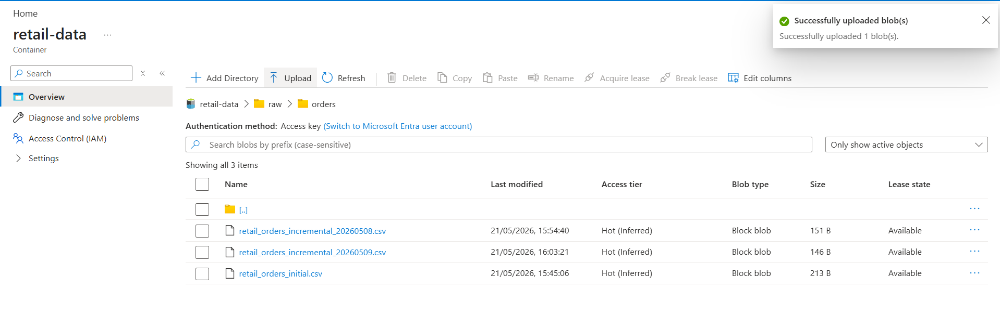 Home
retail-data ...
Container
Successfully uploaded blob(s)
Successfully uploaded 1 blob(s).
Search
Overview
Diagnose and solve problems
Access Control (IAM)
Settings
Add Directory Upload Refresh Delete Copy Paste Rename Acquire lease Break lease Edit columns
retail-data > raw > orders
Authentication method: Access key (Switch to Microsoft Entra user account)
Search blobs by prefix (case-sensitive) Only show active objects
Showing all 3 items
Name Last modified Access tier Blob type Size Lease state
[..] ...
retail_orders_incremental_20260508.csv 21/05/2026, 15:54:40 Hot (Inferred) Block blob 151 B Available ...
retail_orders_incremental_20260509.csv 21/05/2026, 16:03:21 Hot (Inferred) Block blob 146 B Available ...
retail_orders_initial.csv 21/05/2026, 15:45:06 Hot (Inferred) Block blob 213 B Available ...